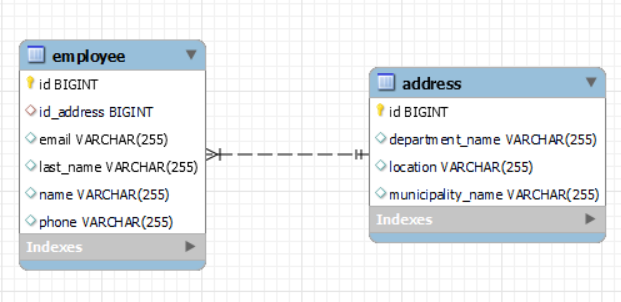 employee
id BIGINT
id_address BIGINT
email VARCHAR(255)
last_name VARCHAR(255)
name VARCHAR(255)
phone VARCHAR(255)
Indexes
address
id BIGINT
department_name VARCHAR(255)
location VARCHAR(255)
municipality_name VARCHAR(255)
Indexes